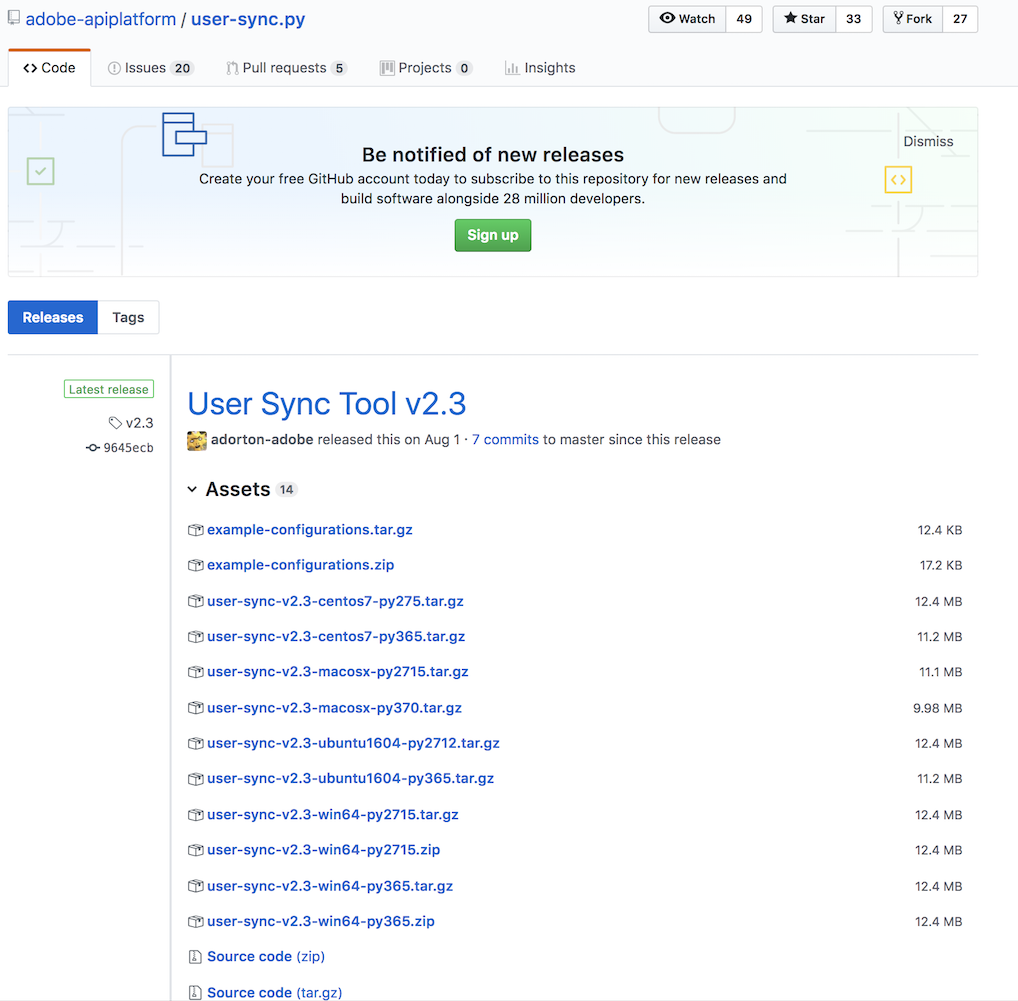 adobe-apiplatform / user-sync.py
Watch 49 Star 33 Fork 27
Code Issues 20 Pull requests 5 Projects 0 Insights
Dismiss
Be notified of new releases
Create your free GitHub account today to subscribe to this repository for new releases and
build software alongside 28 million developers.
Sign up
Releases Tags
Latest release
v2.3
9645ecb
User Sync Tool v2.3
adorton-adobe released this on Aug 1 · 7 commits to master since this release
Assets 14
example-configurations.tar.gz 12.4 KB
example-configurations.zip 17.2 KB
user-sync-v2.3-centos7-py275.tar.gz 12.4 MB
user-sync-v2.3-centos7-py365.tar.gz 11.2 MB
user-sync-v2.3-macosx-py2715.tar.gz 11.1 MB
user-sync-v2.3-macosx-py370.tar.gz 9.98 MB
user-sync-v2.3-ubuntu1604-py2712.tar.gz 12.4 MB
user-sync-v2.3-ubuntu1604-py365.tar.gz 11.2 MB
user-sync-v2.3-win64-py2715.tar.gz 12.4 MB
user-sync-v2.3-win64-py2715.zip 12.4 MB
user-sync-v2.3-win64-py365.tar.gz 12.4 MB
user-sync-v2.3-win64-py365.zip 12.4 MB
Source code (zip)
Source code (tar.gz)